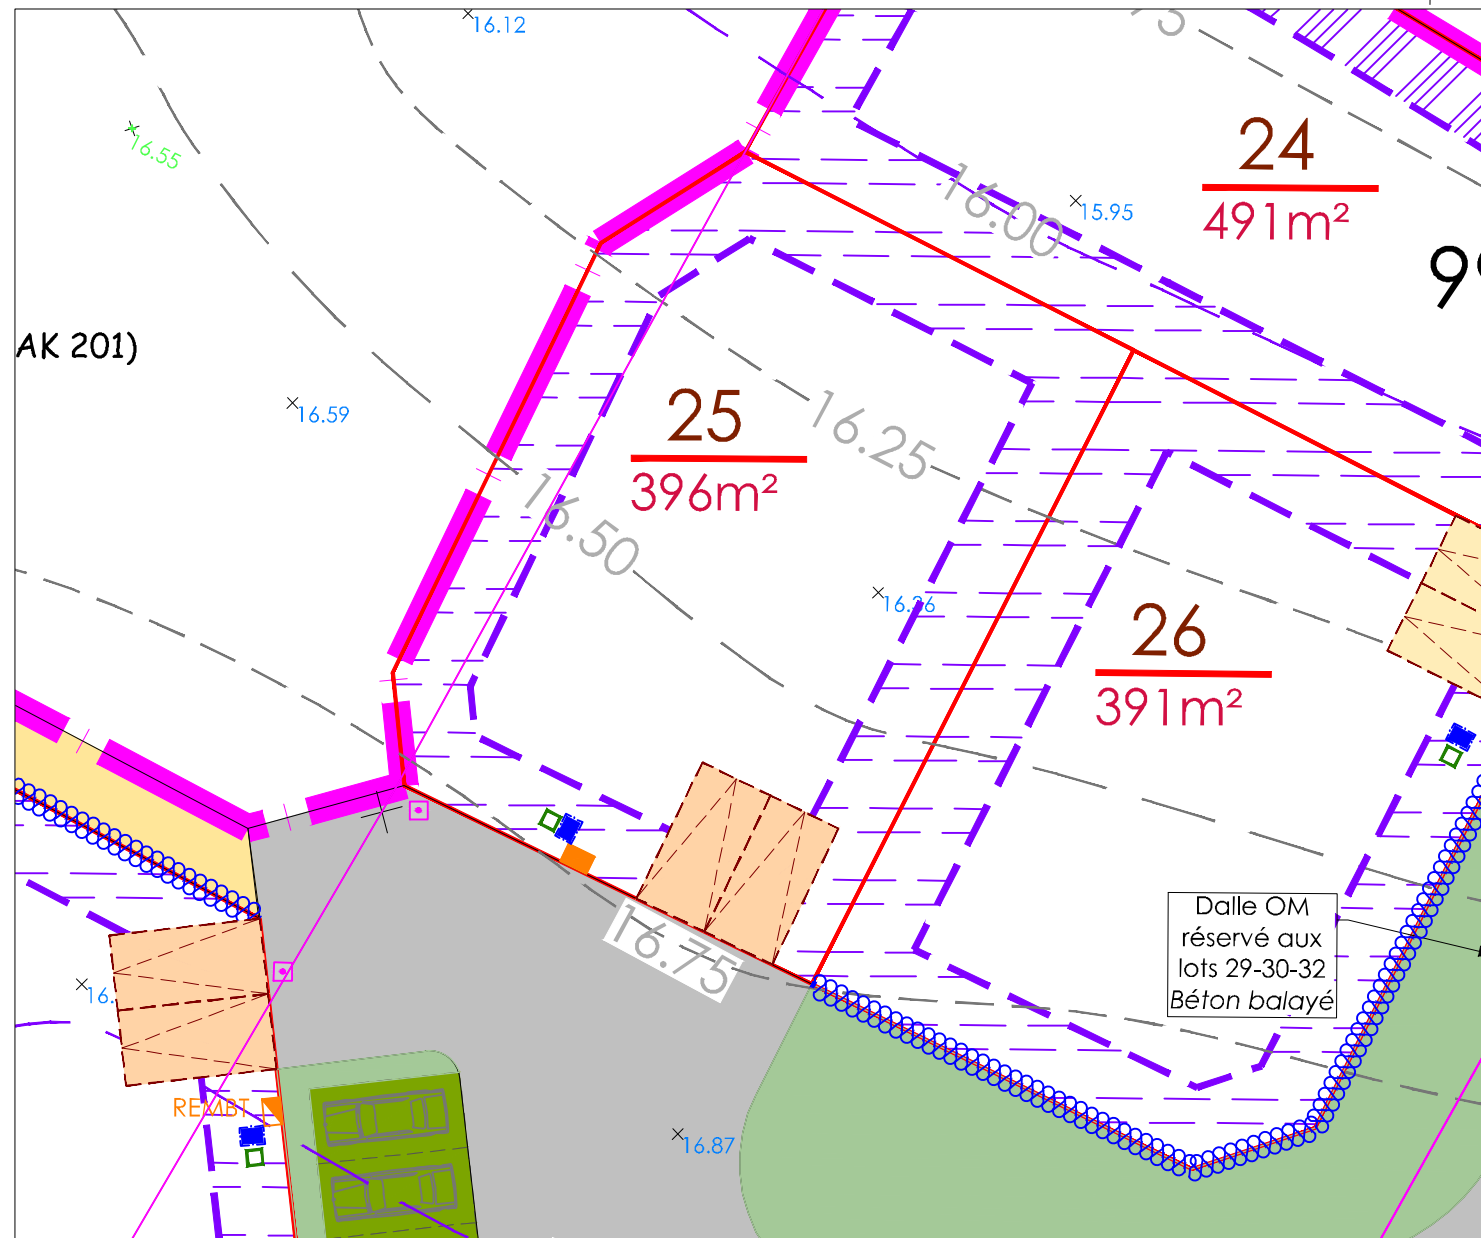 16.12
16.55
24
491m²
15.95
16.00
AK 201)
16.59
25
396m²
16.25
16.50
16.36
26
391m²
Dalle OM
réservé aux
lots 29-30-32
Béton balayé
16.75
REMBT
16.87